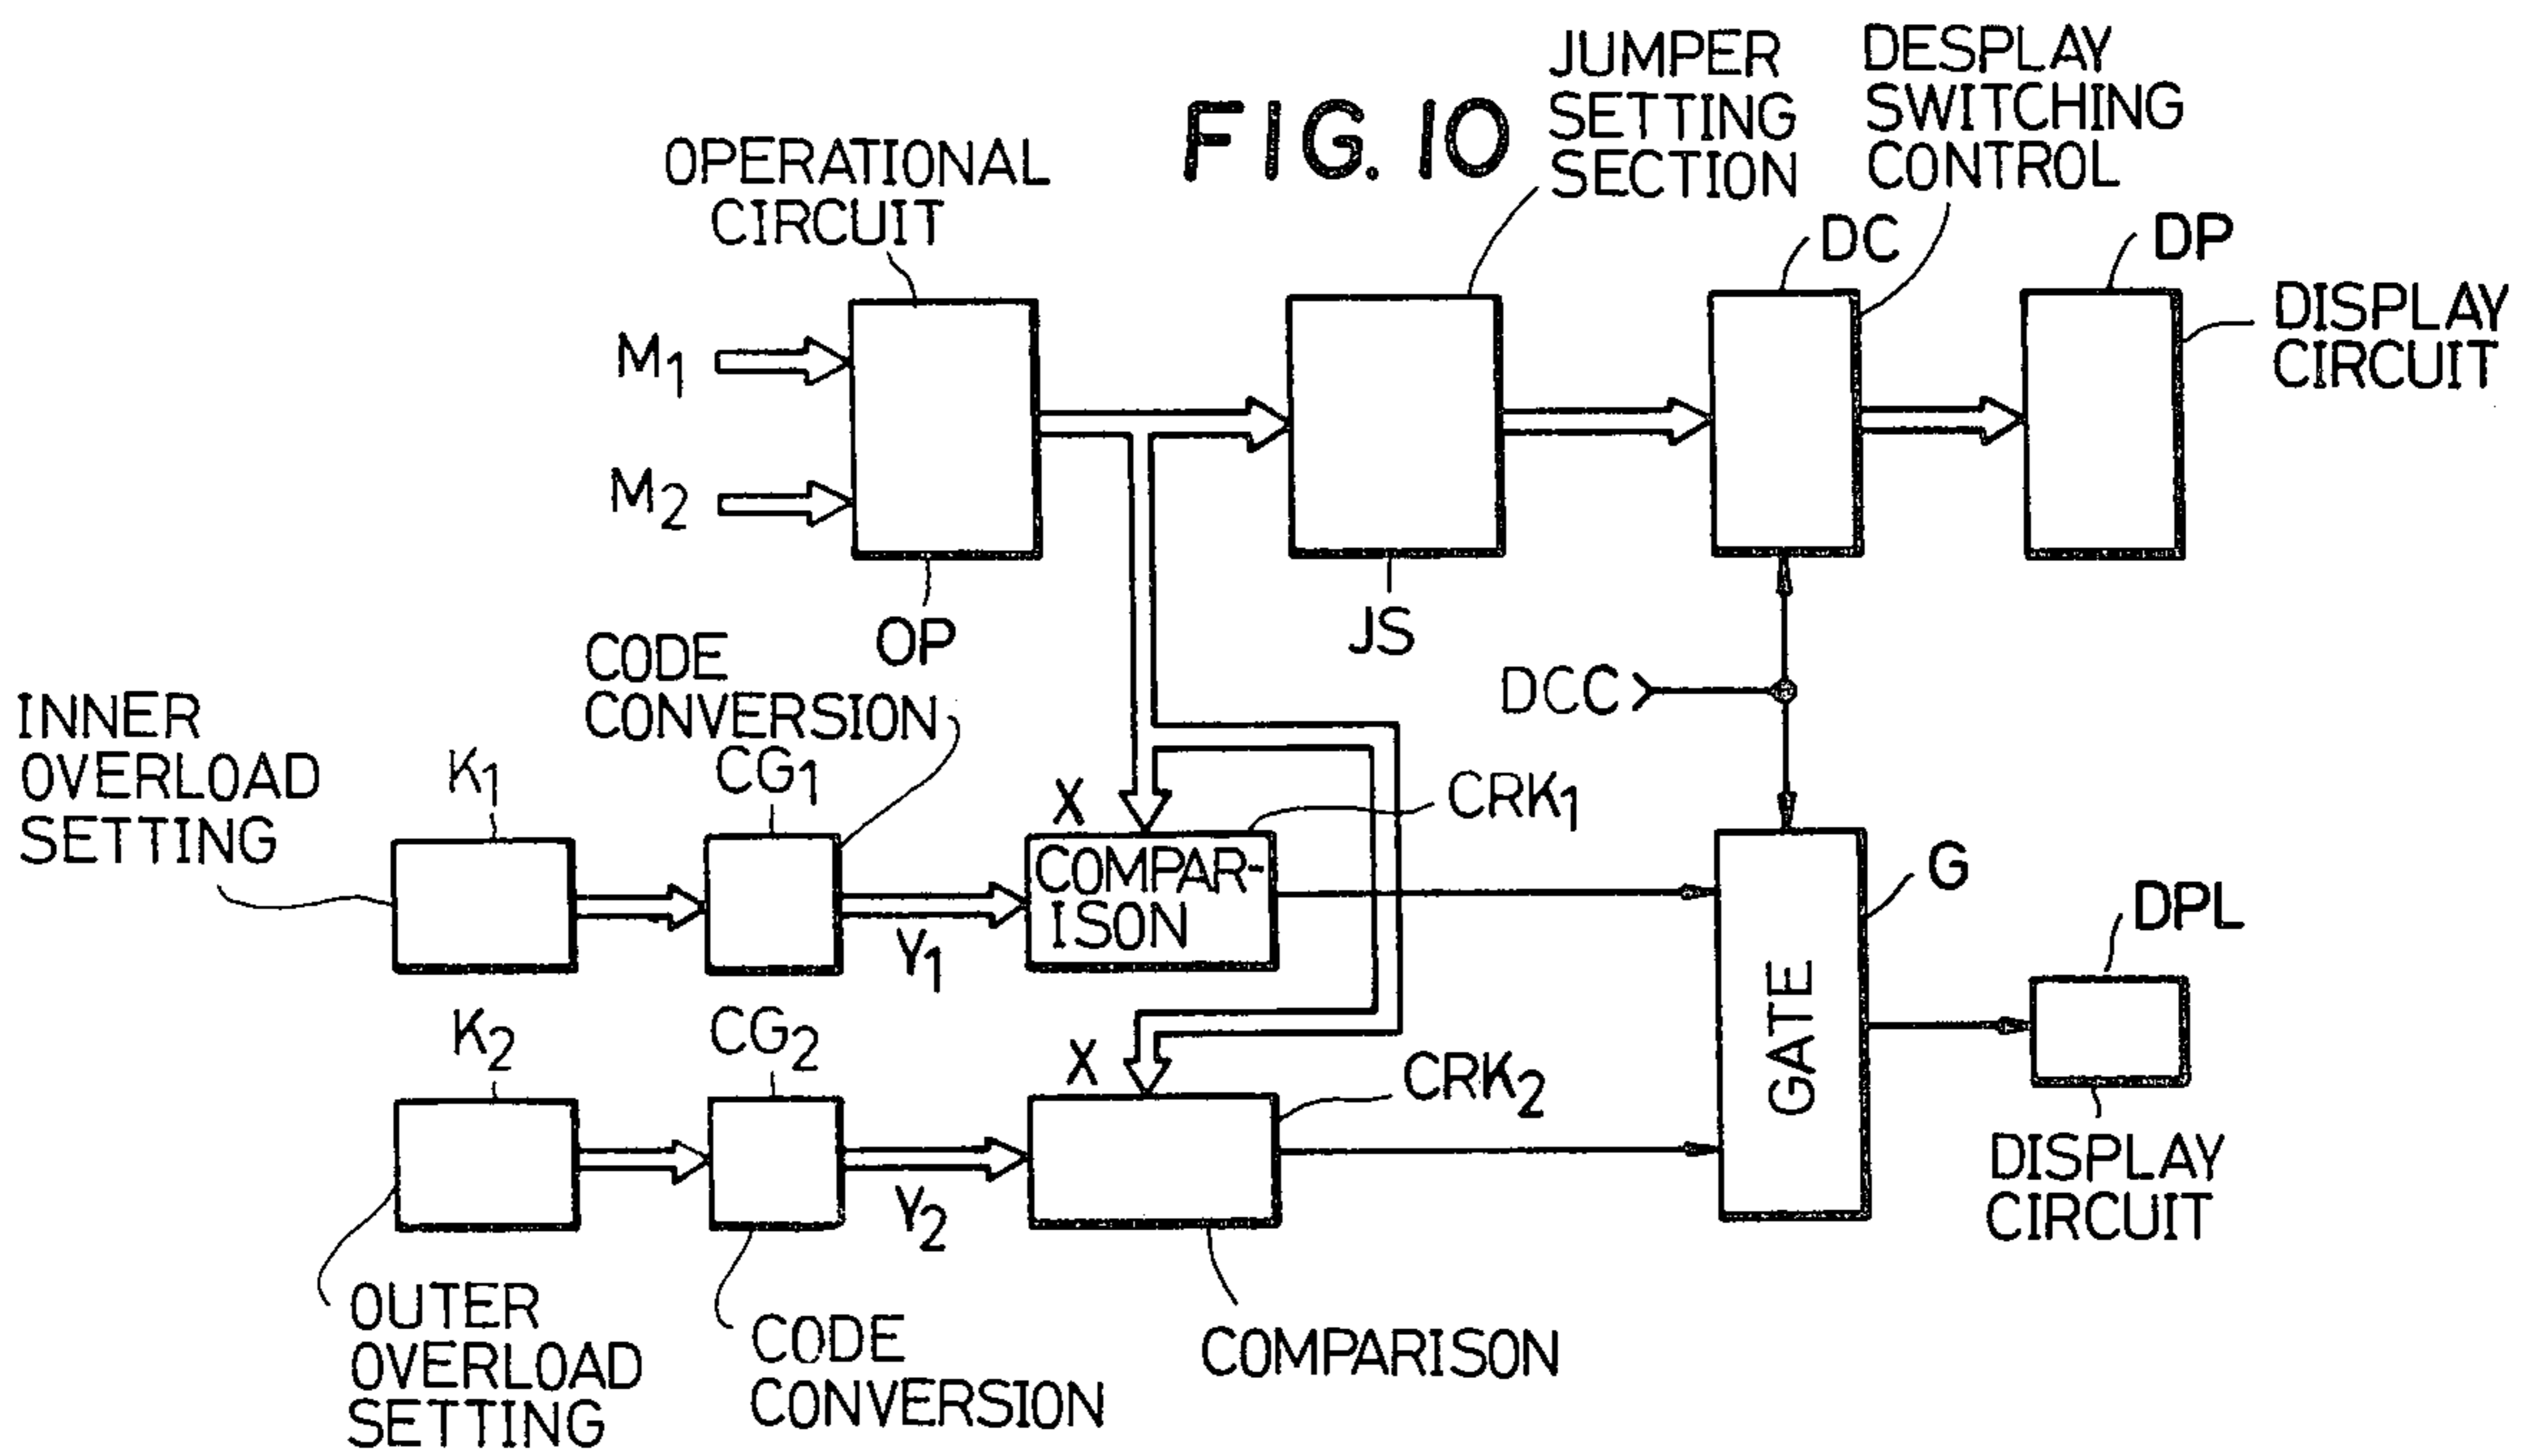 FIG. 10
OPERATIONAL
CIRCUIT
JUMPER
SETTING
SECTION
DESPLAY
SWITCHING
CONTROL
DC
DP
DISPLAY
CIRCUIT
M1
M2
OP
JS
DCC
CODE
CONVERSION
INNER
OVERLOAD
SETTING
K1
CG1
X
CRK1
COMPAR-
ISON
Y1
G
GATE
DPL
DISPLAY
CIRCUIT
K2
CG2
X
CRK2
Y2
OUTER
OVERLOAD
SETTING
CODE
CONVERSION
COMPARISON